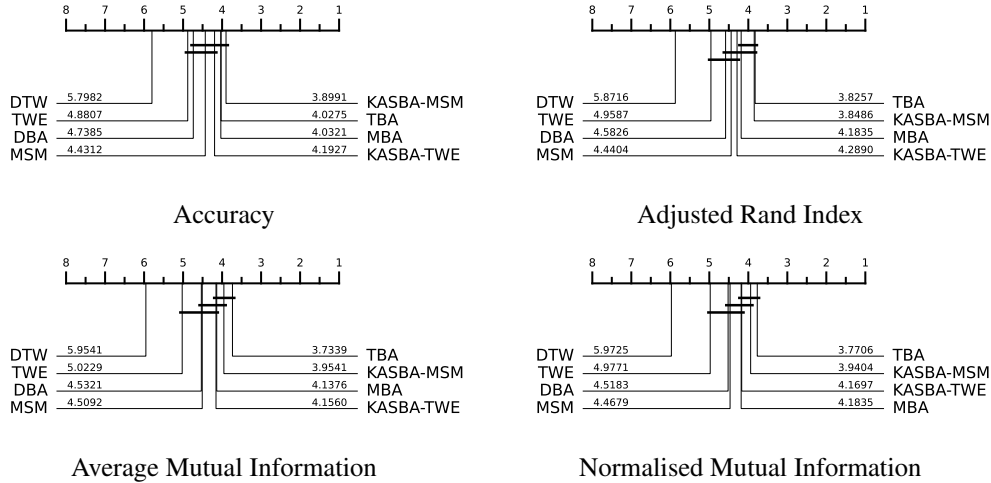 8 7 6 5 4 3 2 1
DTW 5.7982 3.8991 KASBA-MSM
TWE 4.8807 4.0275 TBA
DBA 4.7385 4.0321 MBA
MSM 4.4312 4.1927 KASBA-TWE
Accuracy
8 7 6 5 4 3 2 1
DTW 5.8716 3.8257 TBA
TWE 4.9587 3.8486 KASBA-MSM
DBA 4.5826 4.1835 MBA
MSM 4.4404 4.2890 KASBA-TWE
Adjusted Rand Index
8 7 6 5 4 3 2 1
DTW 5.9541 3.7339 TBA
TWE 5.0229 3.9541 KASBA-MSM
DBA 4.5321 4.1376 MBA
MSM 4.5092 4.1560 KASBA-TWE
Average Mutual Information
8 7 6 5 4 3 2 1
DTW 5.9725 3.7706 TBA
TWE 4.9771 3.9404 KASBA-MSM
DBA 4.5183 4.1697 KASBA-TWE
MSM 4.4679 4.1835 MBA
Normalised Mutual Information